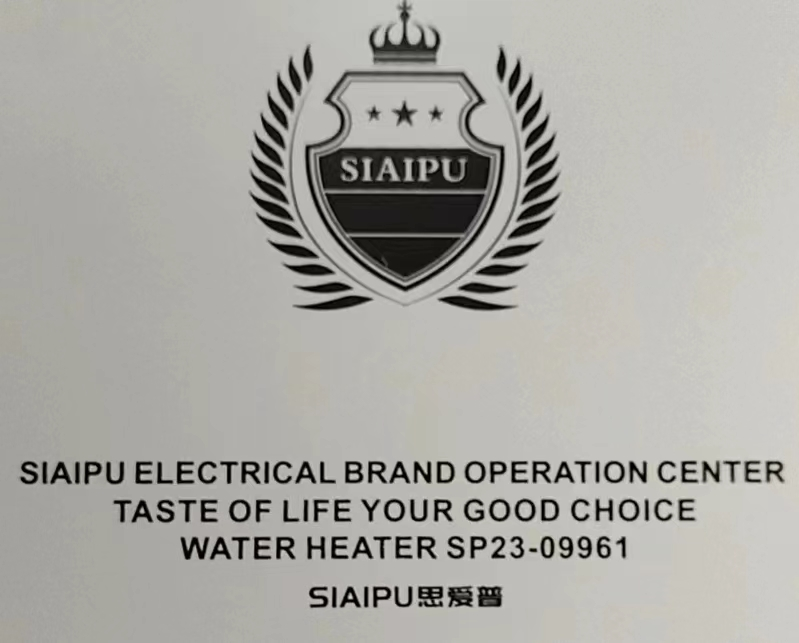 SIAIPU
SIAIPU ELECTRICAL BRAND OPERATION CENTER
TASTE OF LIFE YOUR GOOD CHOICE
WATER HEATER SP23-09961
SIAIPU思爱普